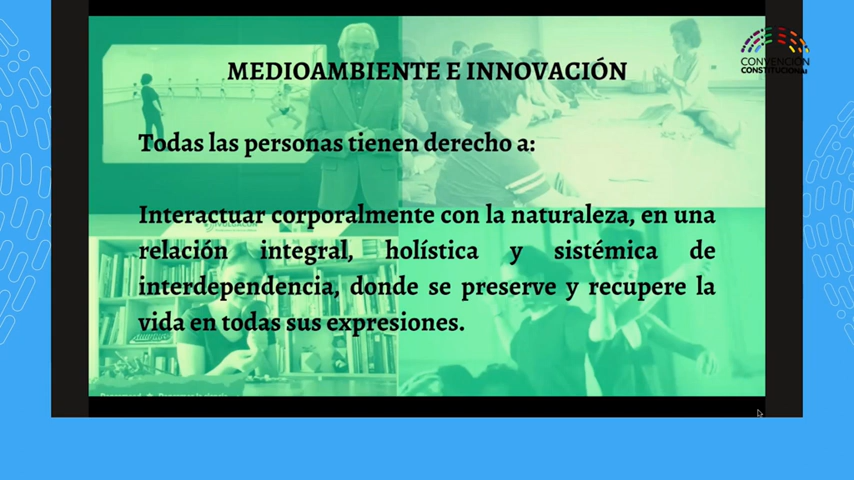 CONVENCIÓN
CONSTITUCIONAL
MEDIOAMBIENTE E INNOVACIÓN
Todas las personas tienen derecho a:
Interactuar corporalmente con la naturaleza, en una
relación integral, holística y sistémica de
interdependencia, donde se preserve y recupere la
vida en todas sus expresiones.